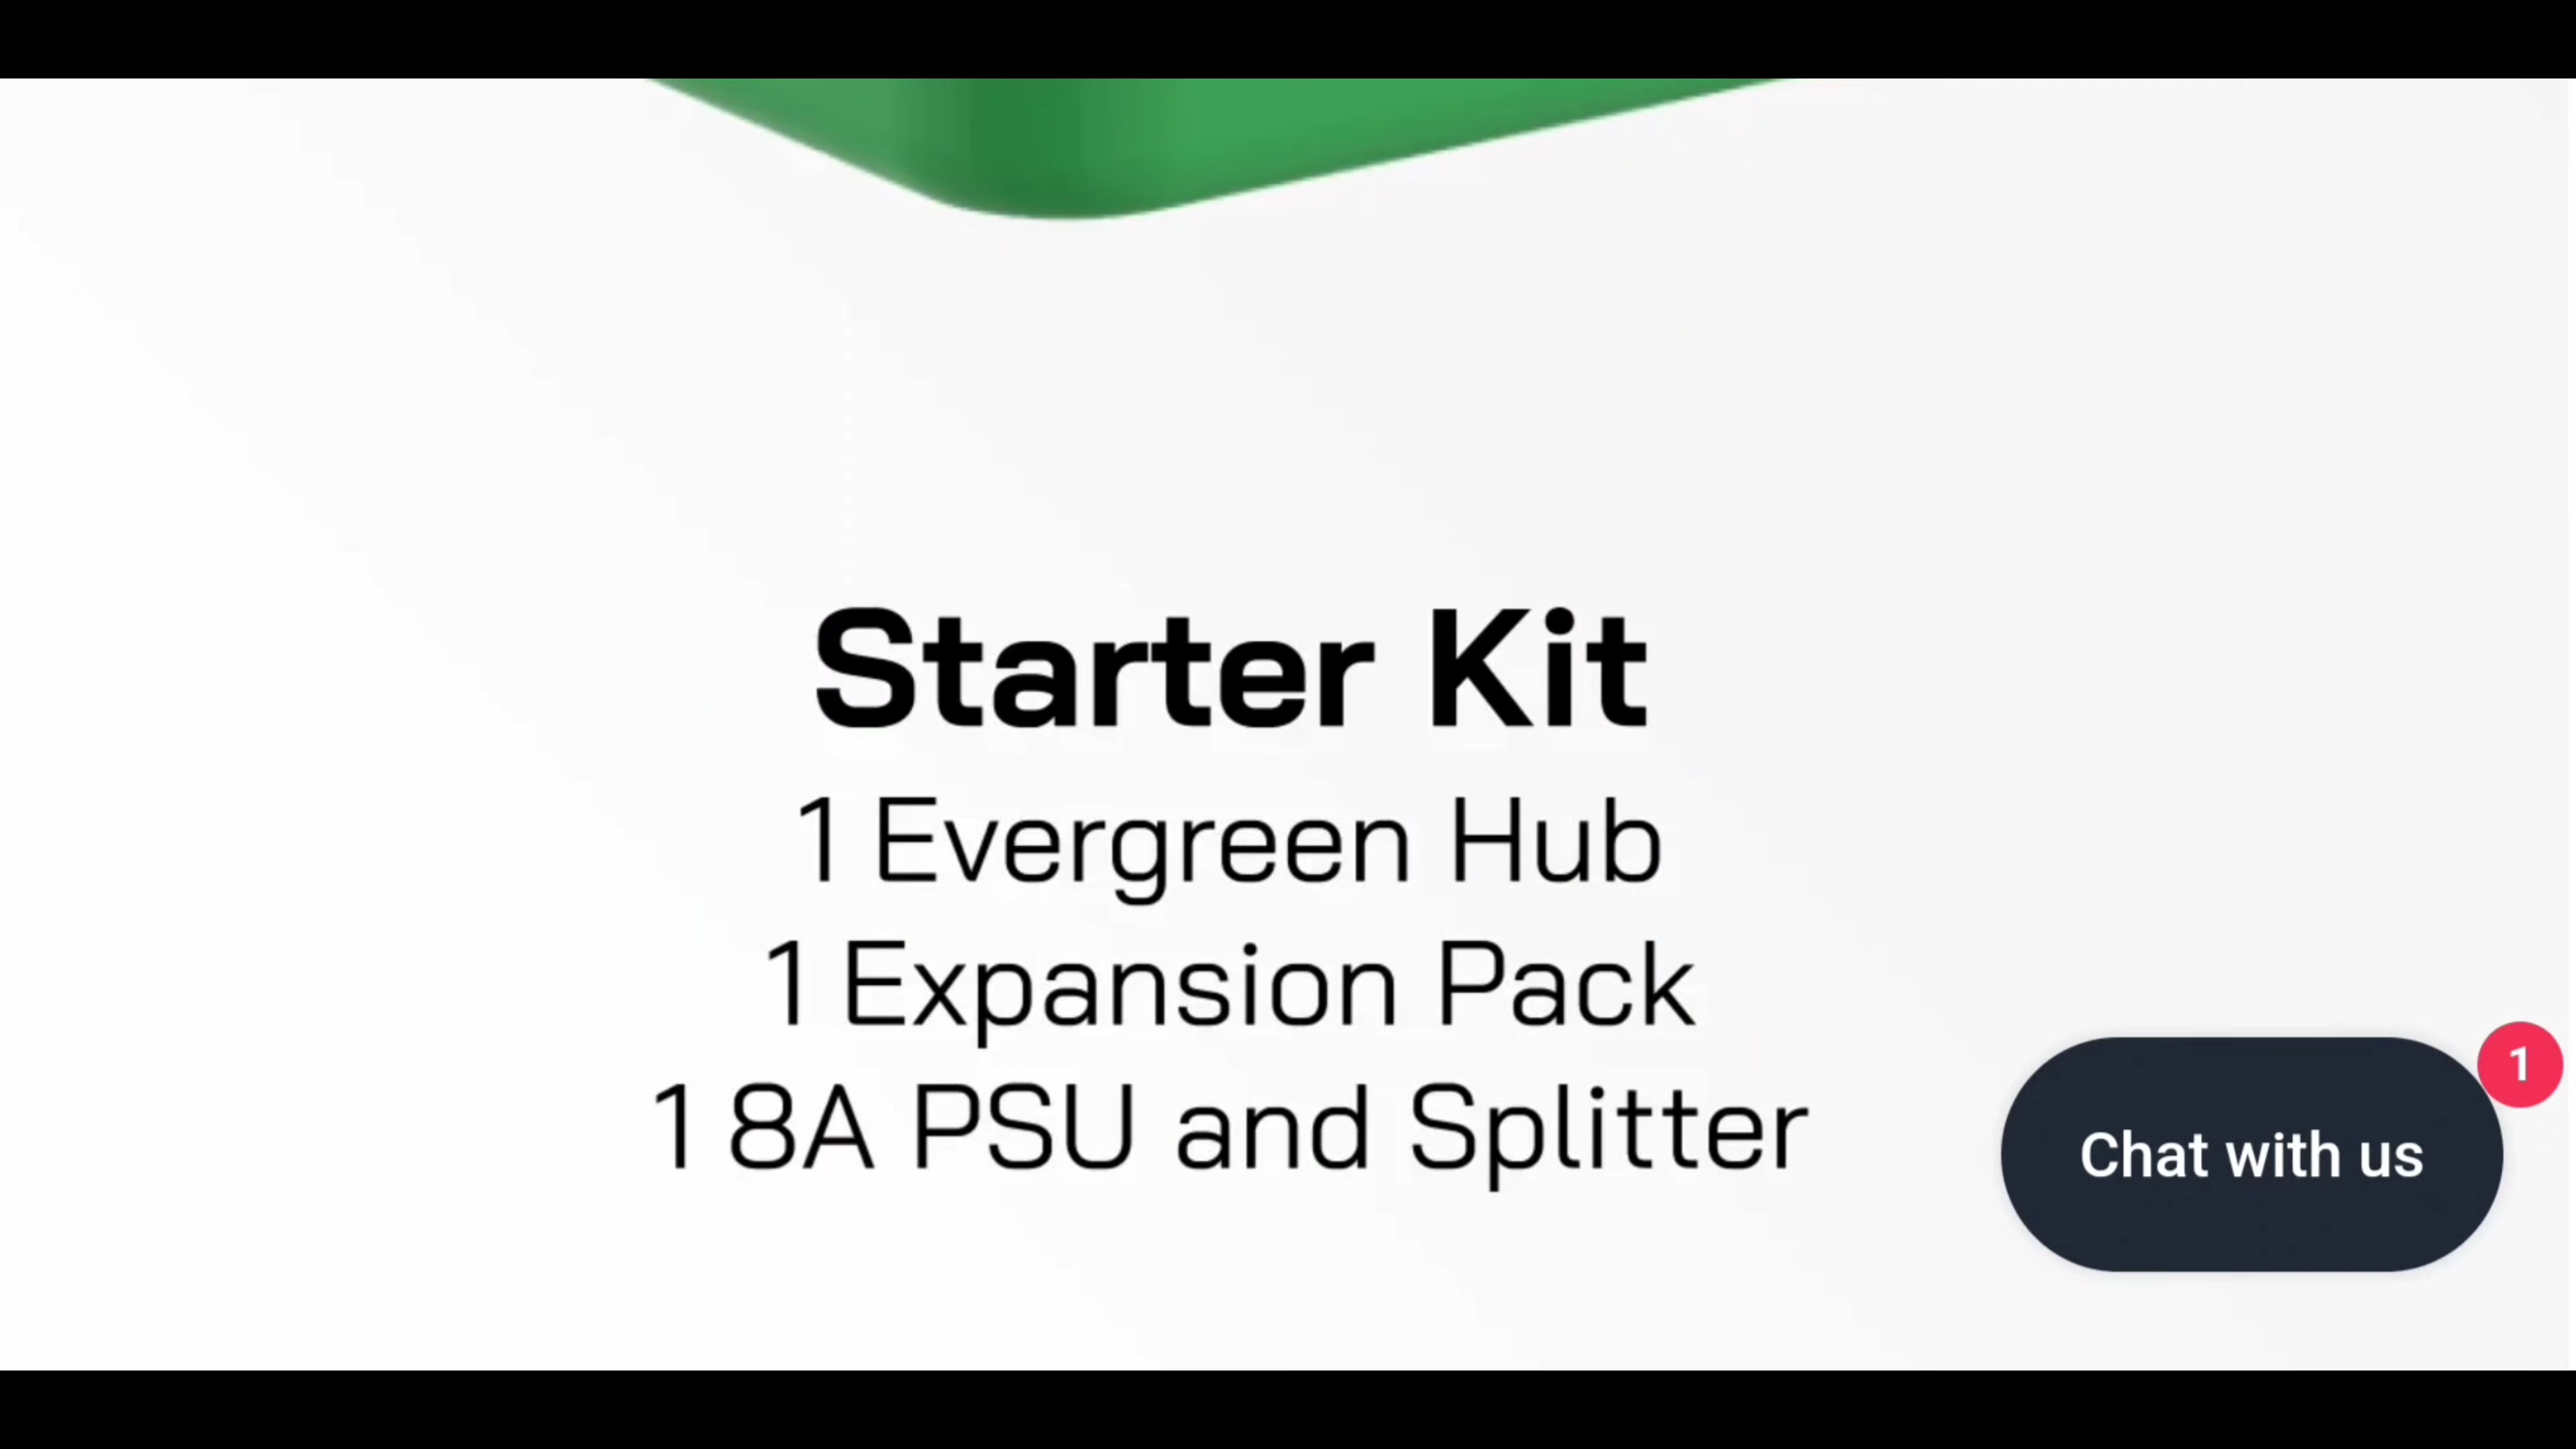 Starter Kit
1 Evergreen Hub
1 Expansion Pack
1 8A PSU and Splitter
1
Chat with us